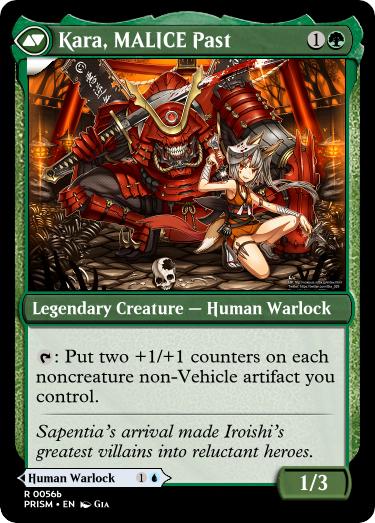 Kara, MALICE Past 1
Legendary Creature — Human Warlock
: Put two +1/+1 counters on each
noncreature non-Vehicle artifact you
control.
Sapentia's arrival made Iroishi's
greatest villains into reluctant heroes.
Human Warlock 1
1/3
R 0056b
PRISM • EN GIA